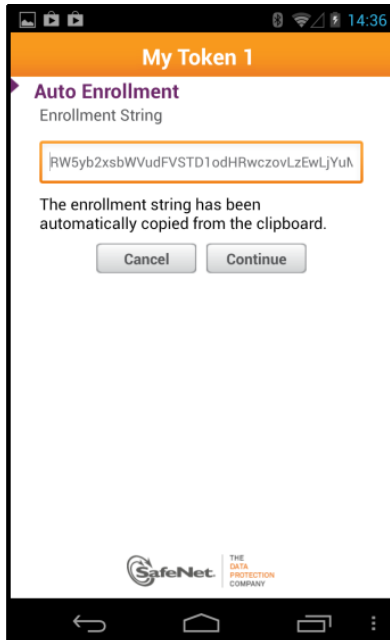 14:36
My Token 1
Auto Enrollment
Enrollment String
RW5yb2xsbWVudFVSTD1odHRwczovLzEwLjYuM
The enrollment string has been
automatically copied from the clipboard.
Cancel
Continue
SafeNet.
THE
DATA
PROTECTION
COMPANY